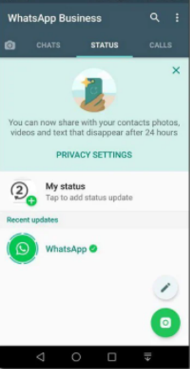 WhatsApp Business
CHATS STATUS CALLS
You can now share with your contacts photos,
videos and text that disappear after 24 hours
PRIVACY SETTINGS
2
My status
Tap to add status update
Recent updates
WhatsApp